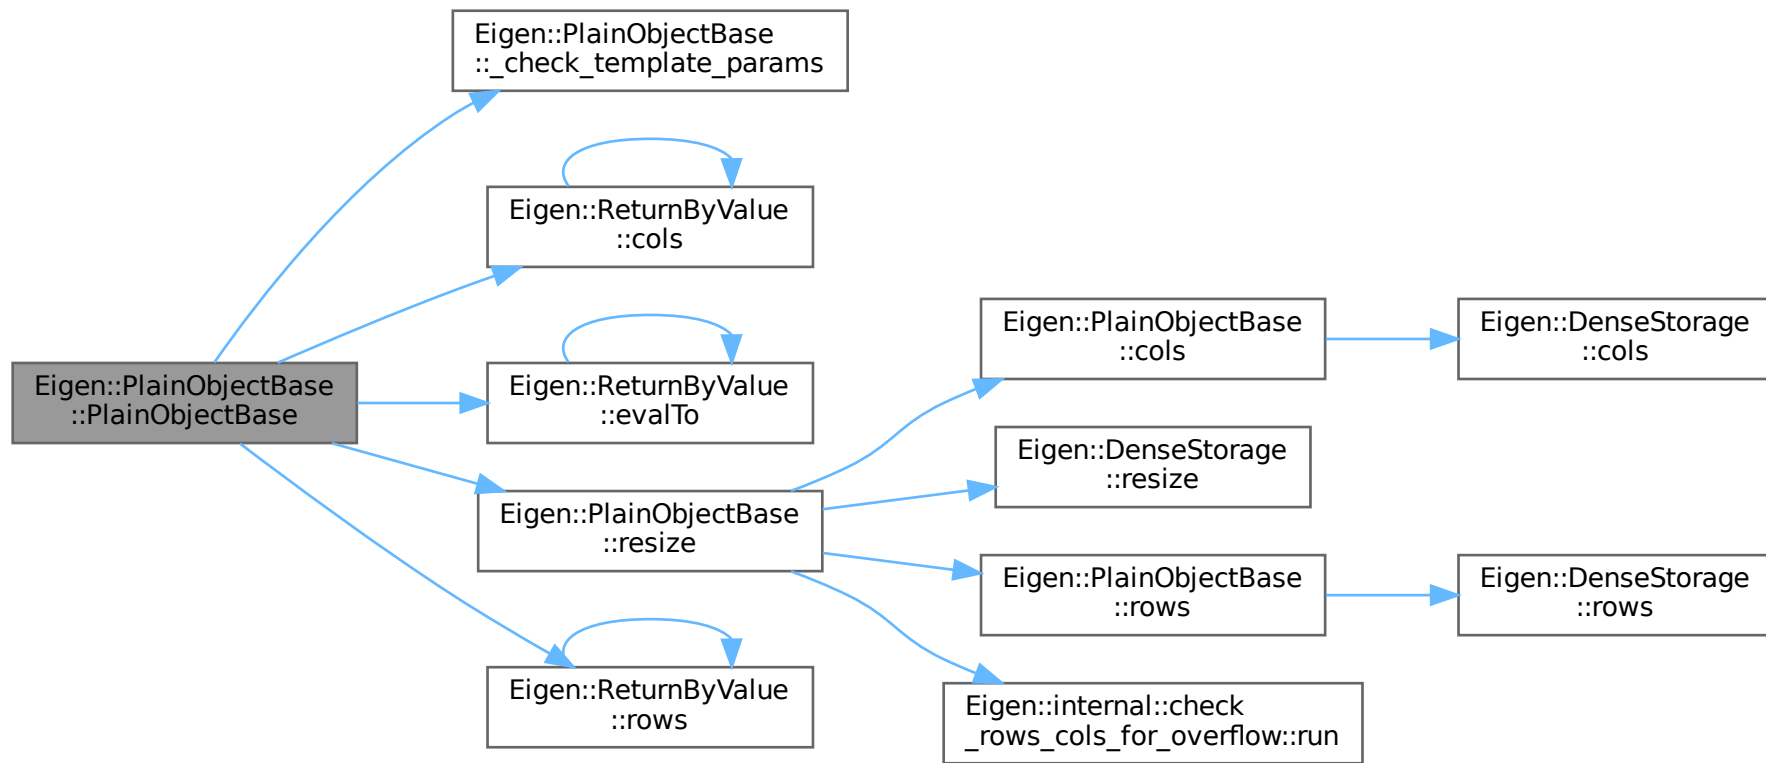 Eigen::PlainObjectBase
::PlainObjectBase
Eigen::PlainObjectBase
::_check_template_params
Eigen::ReturnByValue
::cols
Eigen::ReturnByValue
::evalTo
Eigen::PlainObjectBase
::resize
Eigen::ReturnByValue
::rows
Eigen::PlainObjectBase
::cols
Eigen::DenseStorage
::resize
Eigen::PlainObjectBase
::rows
Eigen::internal::check
_rows_cols_for_overflow::run
Eigen::DenseStorage
::cols
Eigen::DenseStorage
::rows